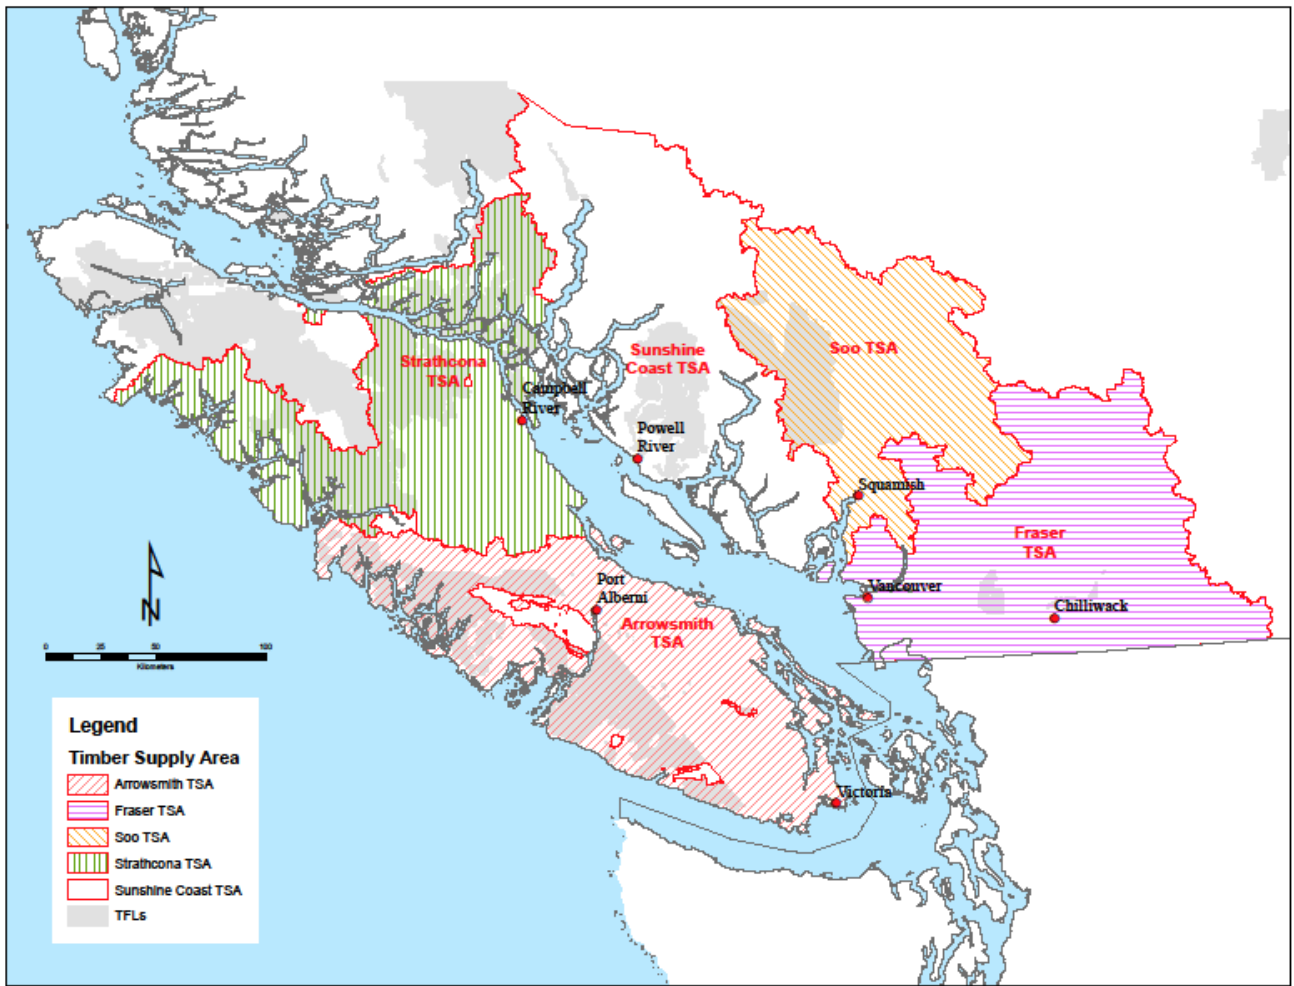 Strathcona
TSA
Sunshine
Coast TSA
Soo TSA
Campbell
River
Powell
River
Squamish
Fraser
TSA
Port
Alberni
Vancouver
Chilliwack
Arrowsmith
TSA
N
0 25 50 100
Kilometers
Victoria
Legend
Timber Supply Area
Arrowsmith TSA
Fraser TSA
Soo TSA
Strathcona TSA
Sunshine Coast TSA
TFLs